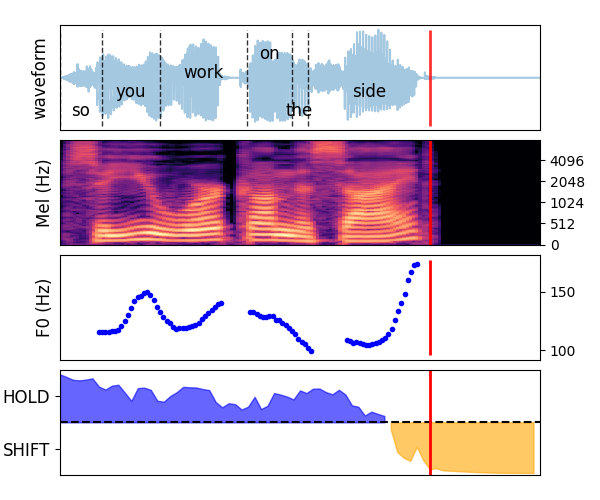 waveform
so
you
work
on
the
side
Mel (Hz)
4096
2048
1024
512
0
F0 (Hz)
150
100
HOLD
SHIFT